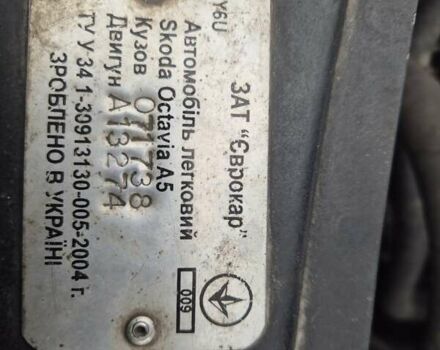 Y6U
ЗАТ "Єврокар"
009
Автомобіль легковий
Skoda Octavia A5
Кузов 071738
Двигун A13274
ТУ У 34.1-30913130-005-2004 г.
ЗРОБЛЕНО В УКРАЇНІ